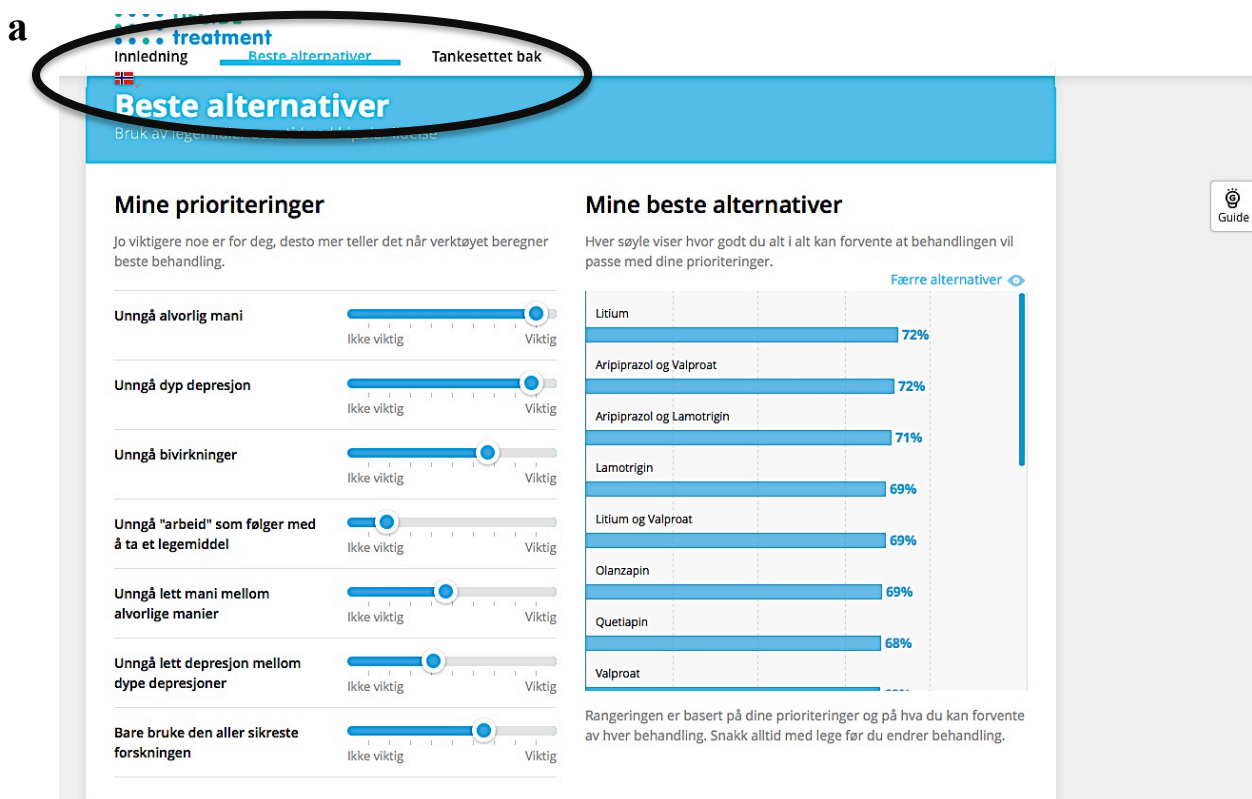 a
treatment
Innledning Beste alternativer Tankesettet bak
Beste alternativer
Bruk av
Mine prioriteringer
Jo viktigere noe er for deg, desto mer teller det når verktøyet beregner
beste behandling.
Unngå alvorlig mani
Ikke viktig Viktig
Unngå dyp depresjon
Ikke viktig Viktig
Unngå bivirkninger
Ikke viktig Viktig
Unngå "arbeid" som følger med
å ta et legemiddel
Ikke viktig Viktig
Unngå lett mani mellom
alvorlige manier
Ikke viktig Viktig
Unngå lett depresjon mellom
dype depresjoner
Ikke viktig Viktig
Bare bruke den aller sikreste
forskningen
Ikke viktig Viktig
Mine beste alternativer
Hver søyle viser hvor godt du alt i alt kan forvente at behandlingen vil
passe med dine prioriteringer.
Færre alternativer
Litium
72%
Aripiprazol og Valproat
72%
Aripiprazol og Lamotrigin
71%
Lamotrigin
69%
Litium og Valproat
69%
Olanzapin
69%
Quetiapin
68%
Valproat
Rangeringen er basert på dine prioriteringer og på hva du kan forvente
av hver behandling. Snakk alltid med lege før du endrer behandling.
Guide